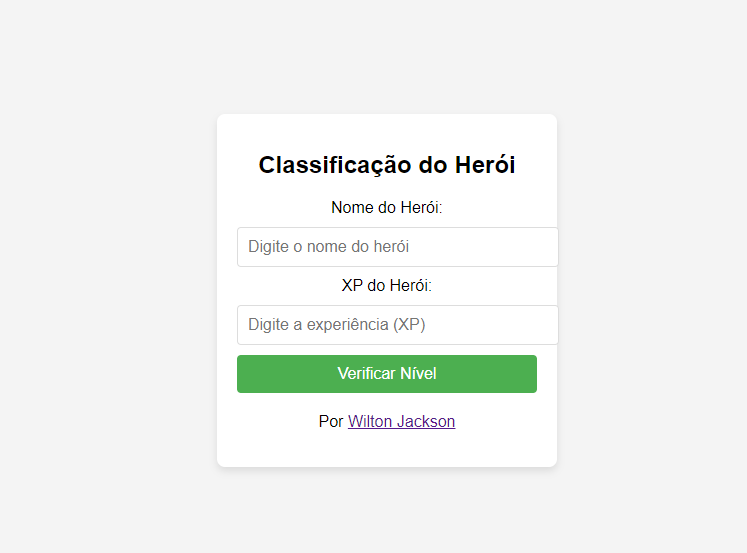 Classificação do Herói
Nome do Herói:
Digite o nome do herói
XP do Herói:
Digite a experiência (XP)
Verificar Nível
Por Wilton Jackson